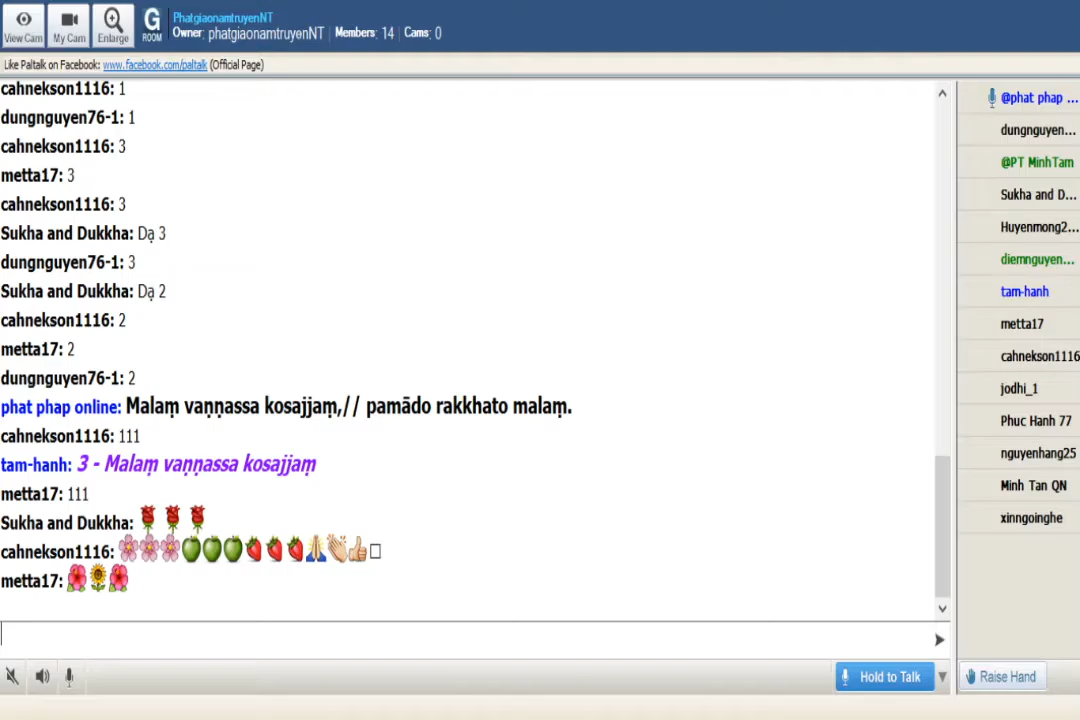 PhatgiaonamtruyenNT
Owner: phatgiaonamtruyenNT | Members: 14 | Cams: 0
View Cam My Cam Enlarge G ROOM
Like Paltalk on Facebook: www.facebook.com/paltalk (Official Page)
cahnekson1116: 1
dungnguyen76-1: 1
cahnekson1116: 3
metta17: 3
cahnekson1116: 3
Sukha and Dukkha: Dạ 3
dungnguyen76-1: 3
Sukha and Dukkha: Dạ 2
cahnekson1116: 2
metta17: 2
dungnguyen76-1: 2
phat phap online: Malaṃ vaṇṇassa kosajjaṃ,// pamādo rakkhato malaṃ.
cahnekson1116: 111
tam-hanh: 3 - Malaṃ vaṇṇassa kosajjaṃ
metta17: 111
Sukha and Dukkha:
cahnekson1116:
metta17:
@phat phap ...
dungnguyen...
@PT MinhTam
Sukha and D...
Huyenmong2...
diemnguyen...
tam-hanh
metta17
cahnekson1116
jodhi_1
Phuc Hanh 77
nguyenhang25
Minh Tan QN
xinngoinghe
Hold to Talk
Raise Hand